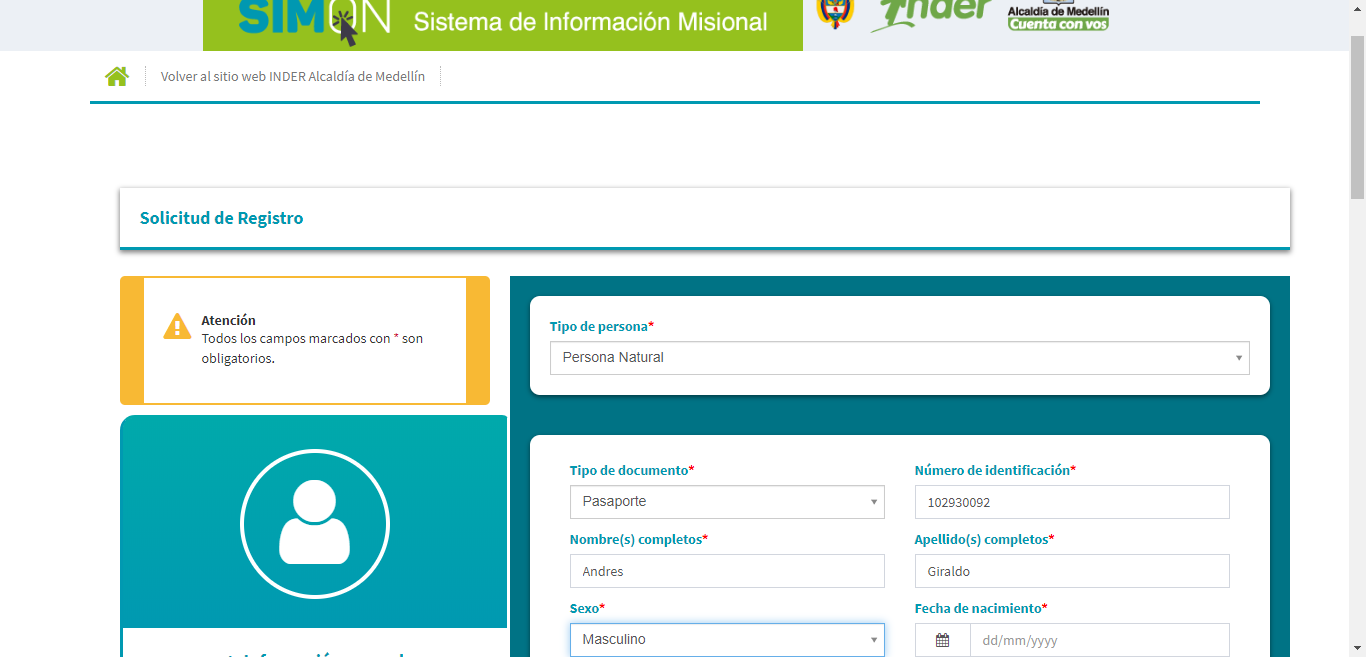 SIMON Sistema de Información Misional
inder Alcaldía de Medellín
Cuenta con vos
Volver al sitio web INDER Alcaldía de Medellín
Solicitud de Registro
Atención
Todos los campos marcados con * son
obligatorios.
Tipo de persona*
Persona Natural
Tipo de documento*
Número de identificación*
Pasaporte
102930092
Nombre(s) completos*
Apellido(s) completos*
Andres
Giraldo
Sexo*
Fecha de nacimiento*
Masculino
dd/mm/yyyy